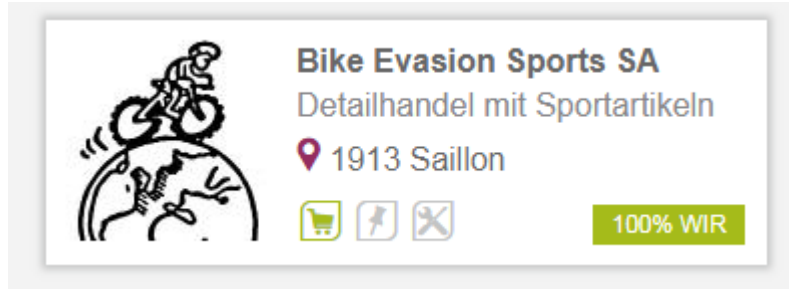 Bike Evasion Sports SA
Detailhandel mit Sportartikeln
1913 Saillon
100% WIR